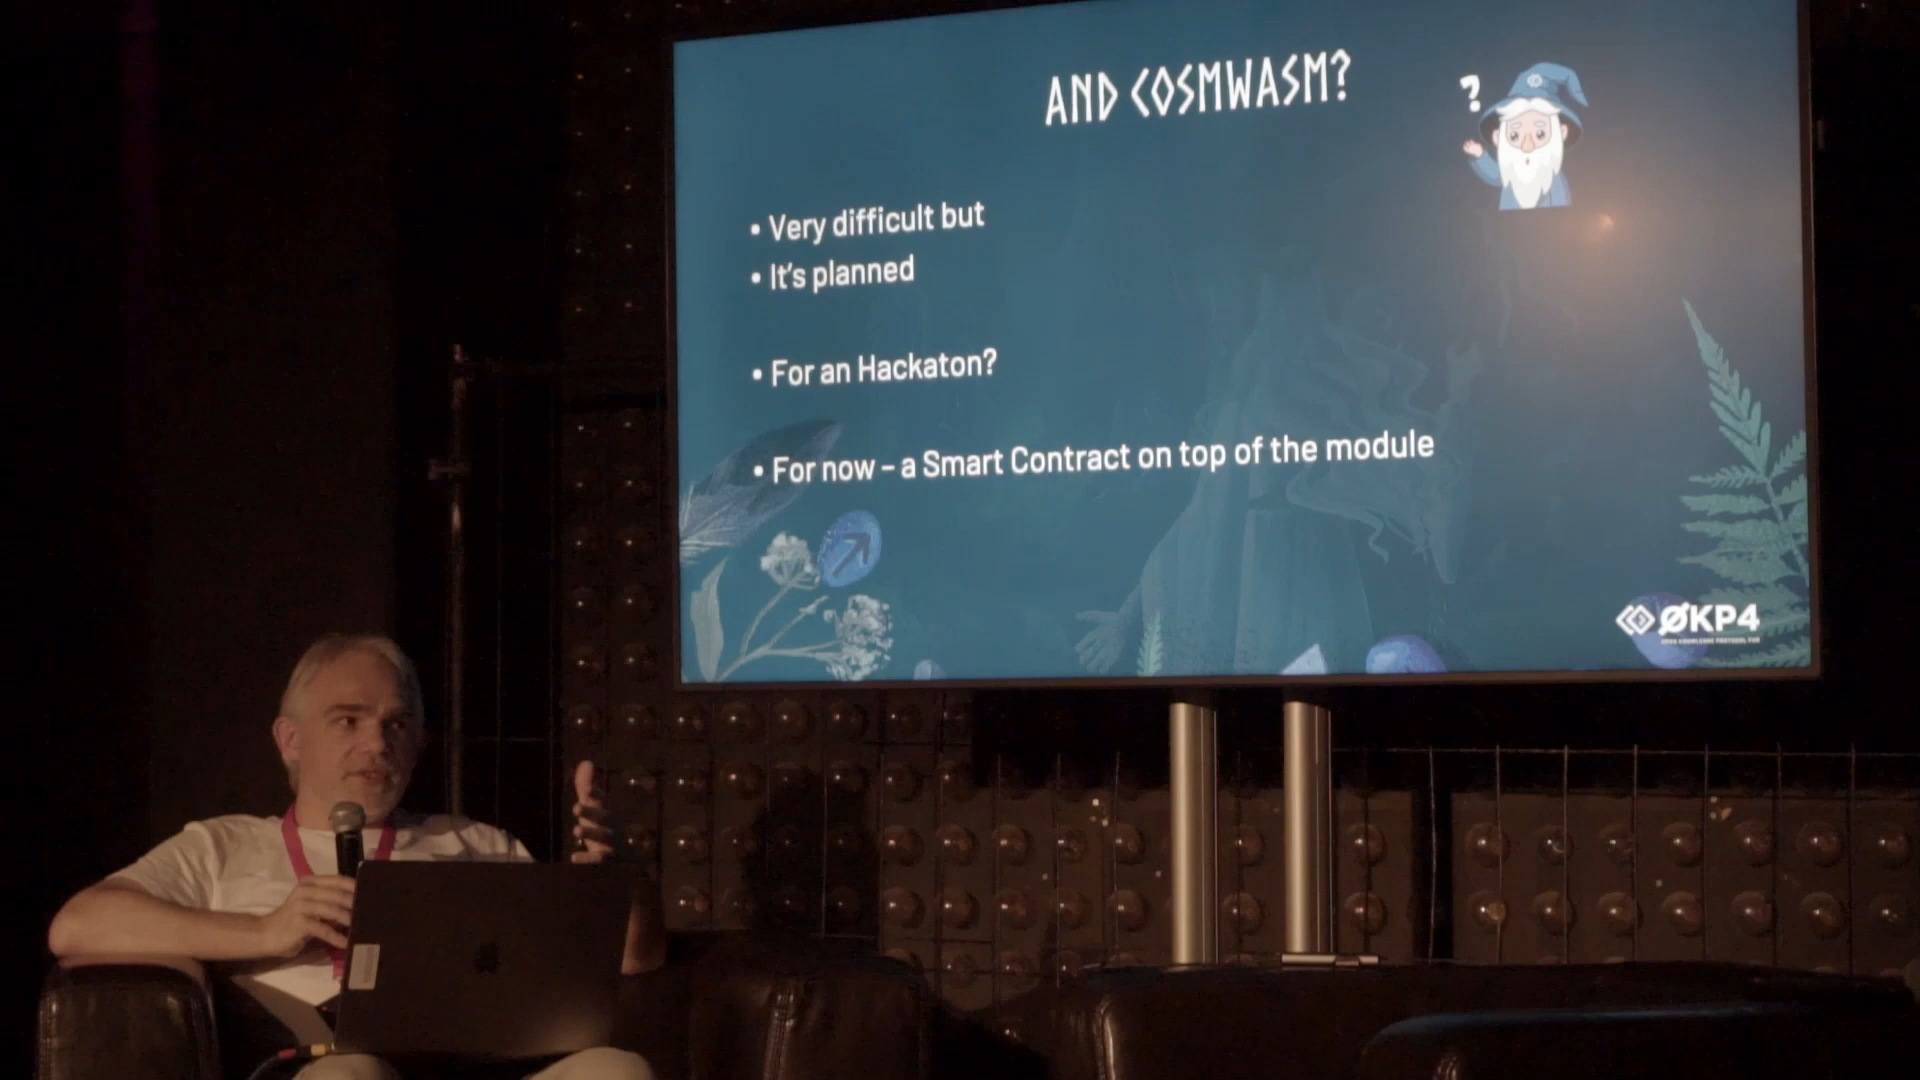 AND COSMWASM?
?
• Very difficult but
• It's planned
• For an Hackaton?
• For now – a Smart Contract on top of the module
ØKP4